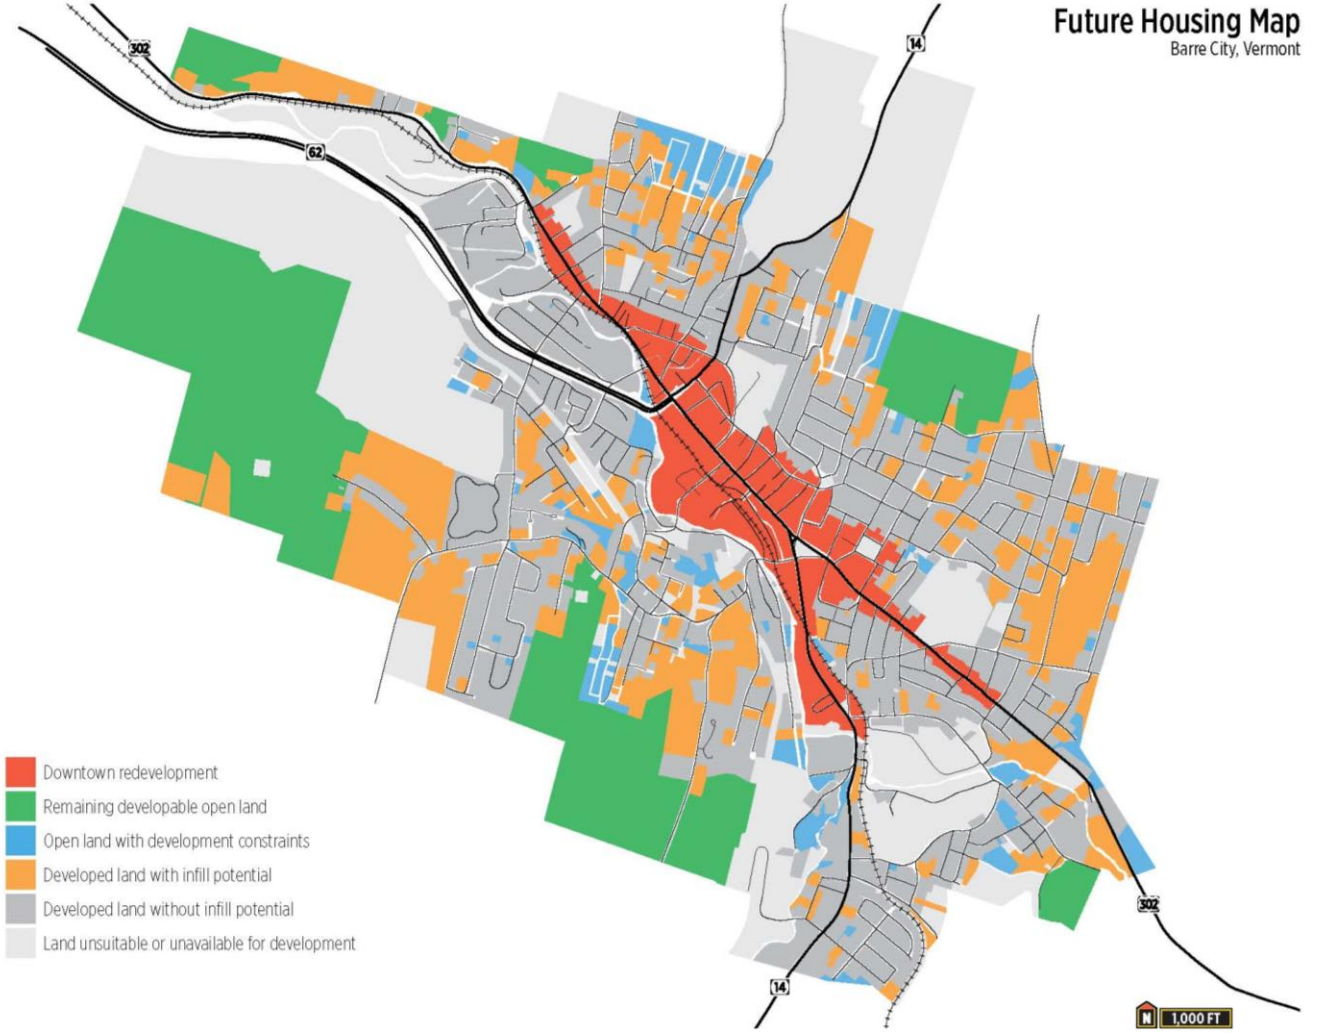 Future Housing Map
Barre City, Vermont
302
14
62
Downtown redevelopment
Remaining developable open land
Open land with development constraints
Developed land with infill potential
Developed land without infill potential
Land unsuitable or unavailable for development
302
14
N 1,000 FT